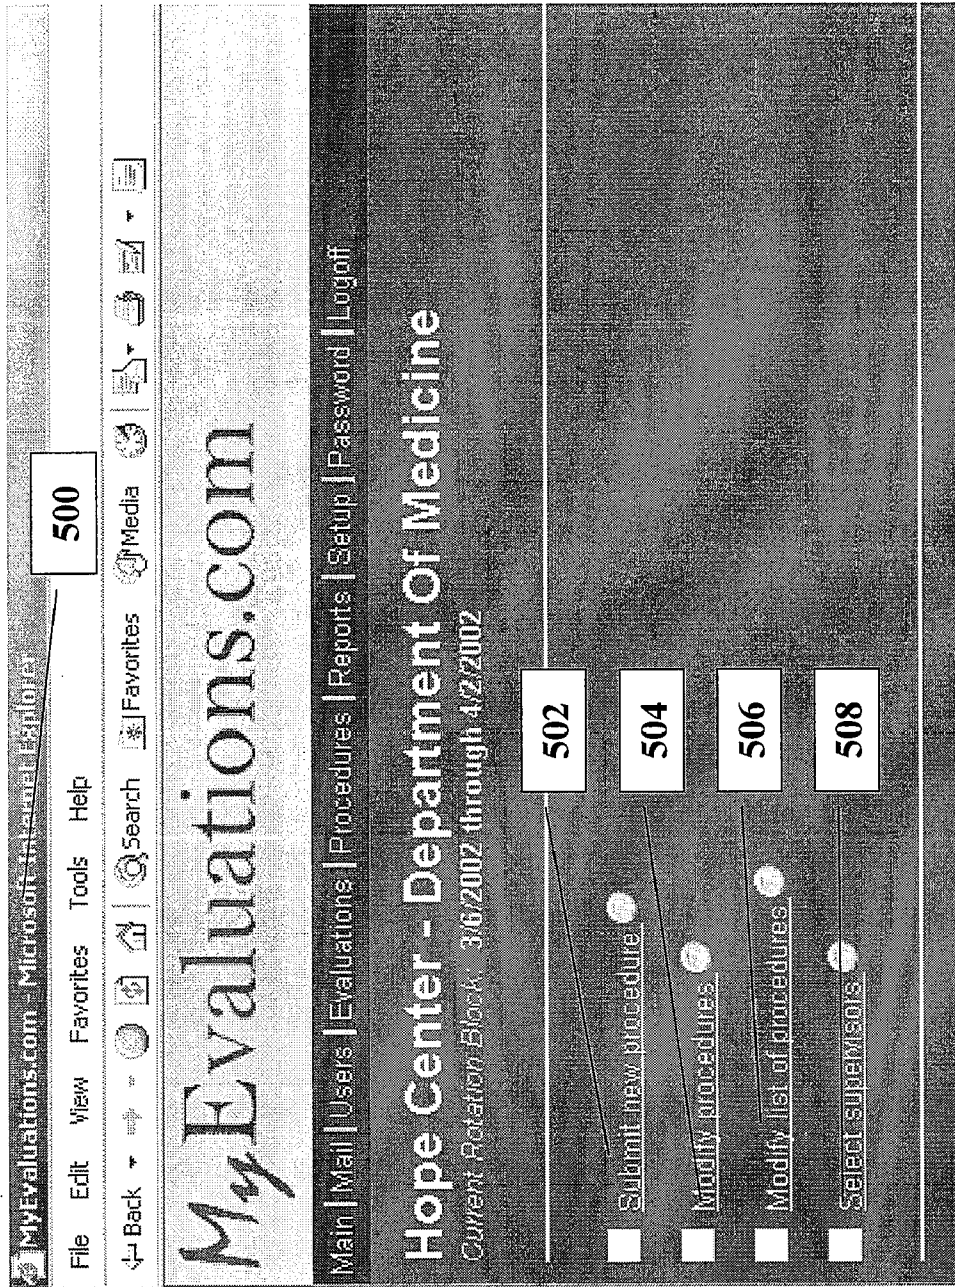 MyEvaluations.com - Microsoft Internet Explorer
500
File Edit View Favorites Tools Help
Back Search Favorites Media
MyEvaluations.com
Main | Mail | Users | Evaluations | Procedures | Reports | Setup | Password | Logoff
Hope Center - Department Of Medicine
Current Rotation Block: 3/6/2002 through 4/2/2002
502
Submit new procedure
504
Modify procedures
506
Modify list of procedures
508
Select supervisors